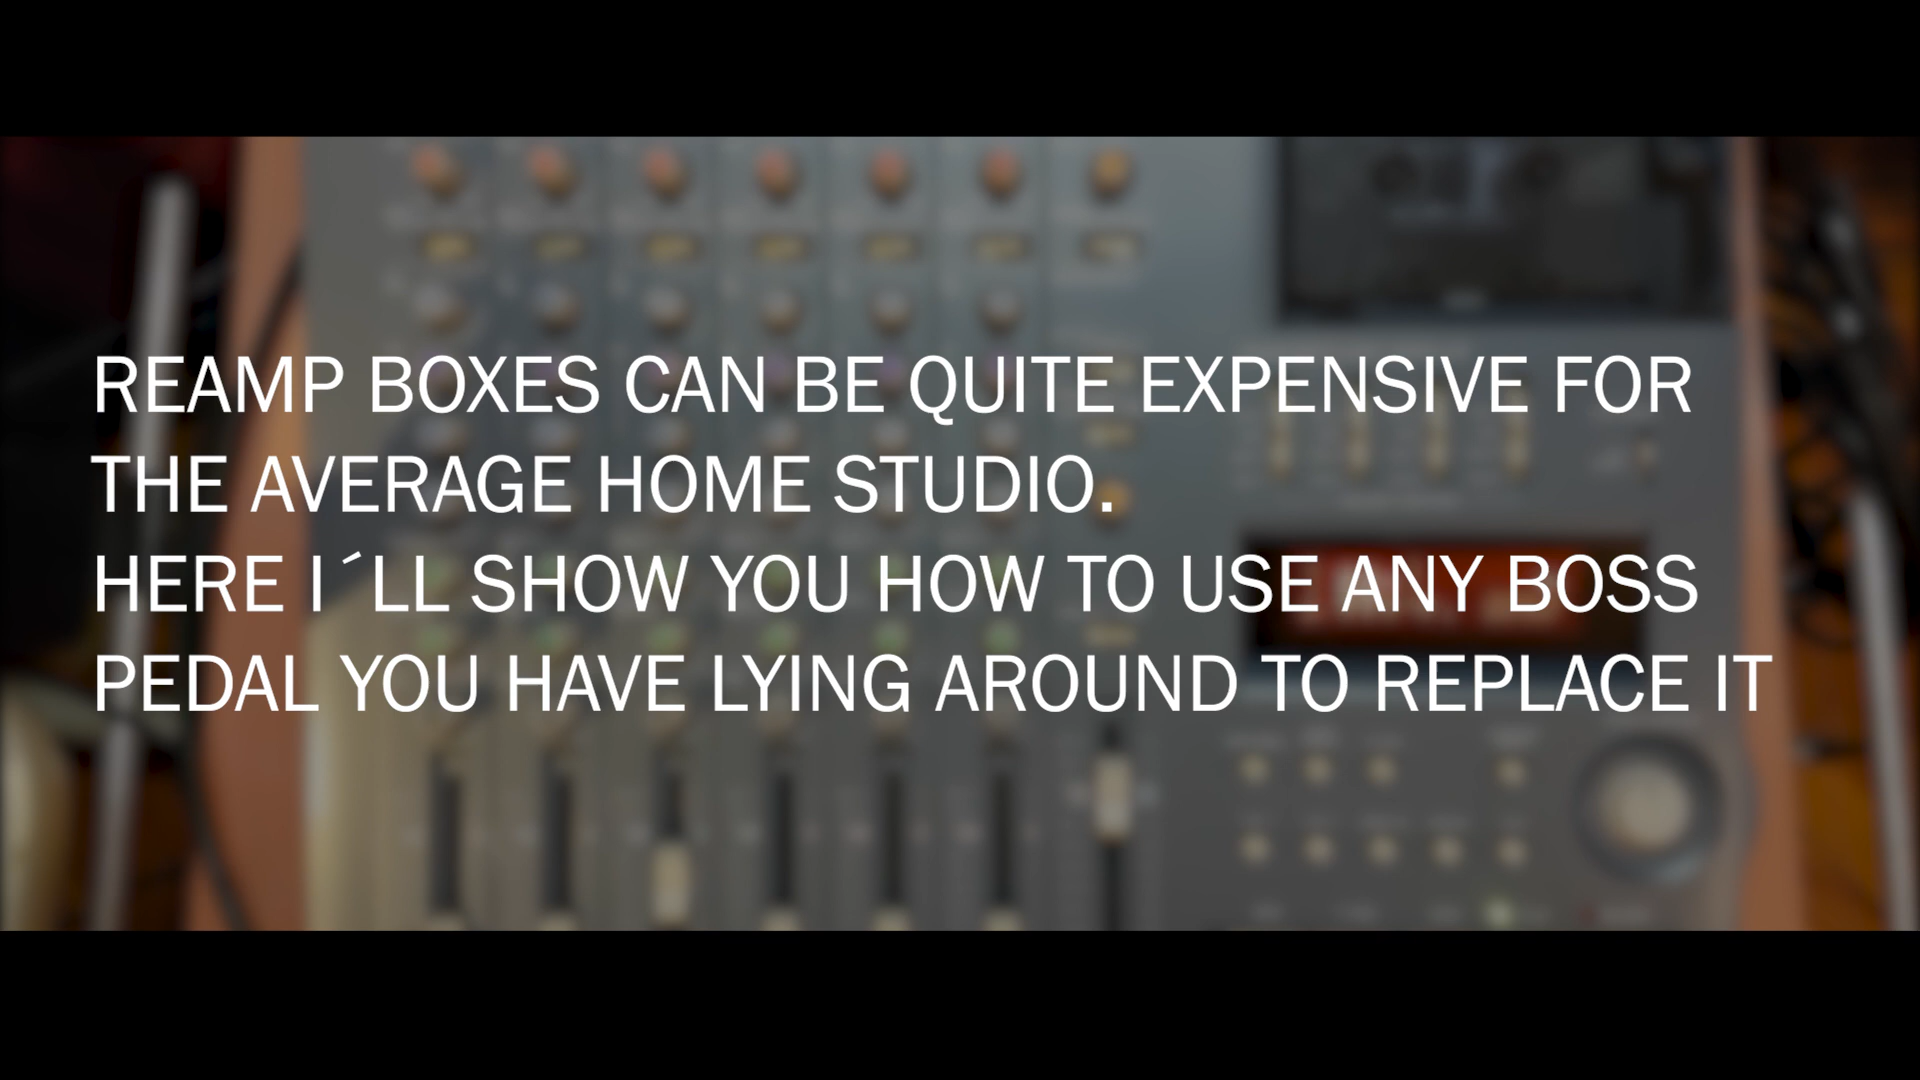 REAMP BOXES CAN BE QUITE EXPENSIVE FOR
THE AVERAGE HOME STUDIO.
HERE I´LL SHOW YOU HOW TO USE ANY BOSS
PEDAL YOU HAVE LYING AROUND TO REPLACE IT